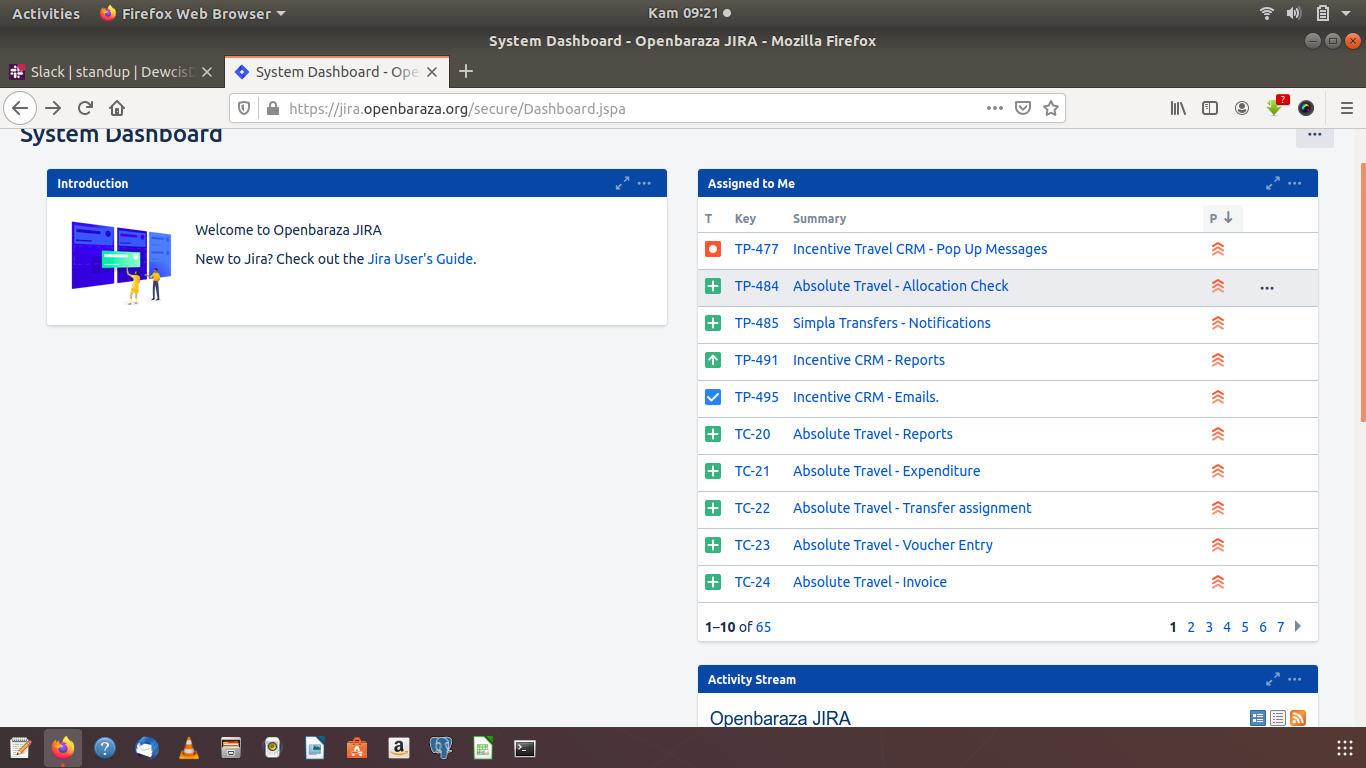 Activities Firefox Web Browser Kam 09:21
System Dashboard - Openbaraza JIRA - Mozilla Firefox
Slack | standup | Dewcis System Dashboard - Ope
https://jira.openbaraza.org/secure/Dashboard.jspa
?
System Dashboard
Introduction
Welcome to Openbaraza JIRA
New to Jira? Check out the Jira User's Guide.
Assigned to Me
T Key Summary P
TP-477 Incentive Travel CRM - Pop Up Messages
TP-484 Absolute Travel - Allocation Check
TP-485 Simpla Transfers - Notifications
TP-491 Incentive CRM - Reports
TP-495 Incentive CRM - Emails.
TC-20 Absolute Travel - Reports
TC-21 Absolute Travel - Expenditure
TC-22 Absolute Travel - Transfer assignment
TC-23 Absolute Travel - Voucher Entry
TC-24 Absolute Travel - Invoice
1–10 of 65 1 2 3 4 5 6 7
Activity Stream
Openbaraza JIRA